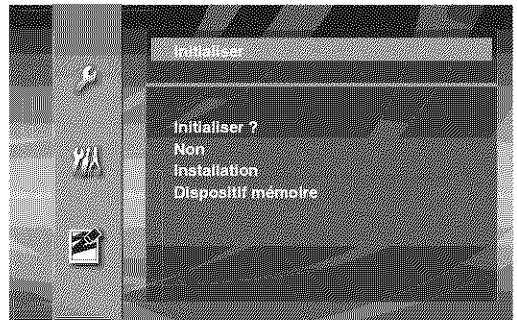 Initialiser
Initialiser ?
Non
Installation
Dispositif mémoire